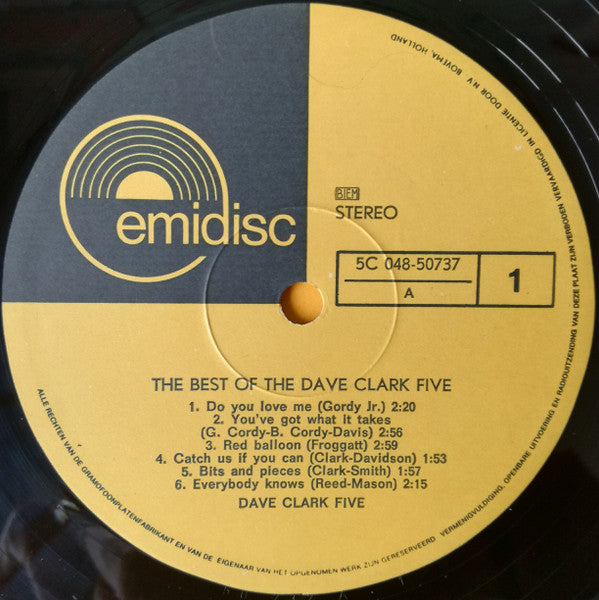 emidisc
BIEM
STEREO
5C 048-50737
A
1
THE BEST OF THE DAVE CLARK FIVE
1. Do you love me (Gordy Jr.) 2:20
2. You've got what It takes
(G. Cordy-B. Cordy-Davis) 2:56
3. Red balloon (Froggatt) 2:59
4. Catch us if you can (Clark-Davidson) 1:53
5. Bits and pieces (Clark-Smith) 1:57
6. Everybody knows (Reed-Mason) 2:15
DAVE CLARK FIVE
ALLE RECHTEN VAN DE GRAMOFOONPLATENFABRIKANT EN VAN DE EIGENAAR VAN HET OPGENOMEN WERK ZIJN GERESERVEERD. VERMENIGVULDIGING, OPENBARE UITVOERING EN RADIOUITZENDING VAN DEZE PLAAT ZIJN VERBODEN VERVAARDIGD IN LICENTIE DOOR N.V. BOVEMA, HOLLAND